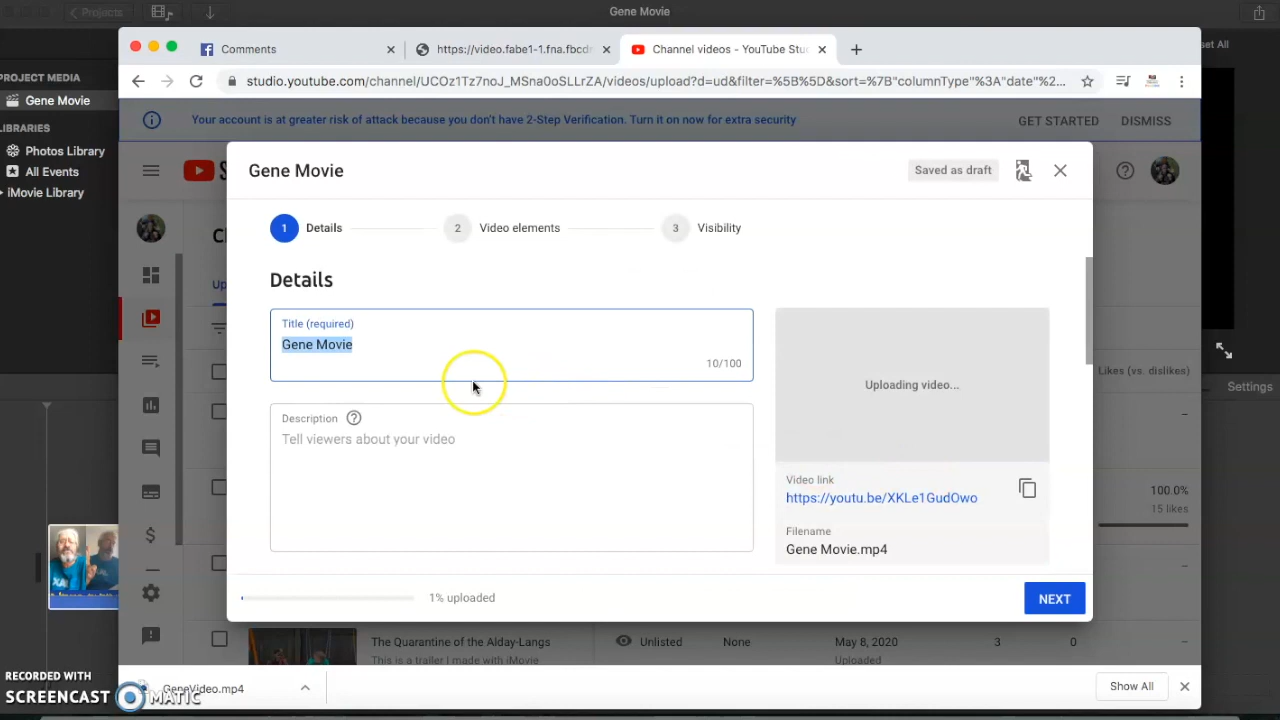 Projects
Gene Movie
Comments
https://video.fabe1-1.fna.fbcdn
Channel videos - YouTube Stu
set All
studio.youtube.com/channel/UCOz1Tz7noJ_MSna0oSLLrZA/videos/upload?d=ud&filter=%5B%5D&sort=%7B"columnType"%3A"date"%2...
PROJECT MEDIA
Gene Movie
LIBRARIES
Photos Library
All Events
iMovie Library
Your account is at greater risk of attack because you don't have 2-Step Verification. Turn it on now for extra security
GET STARTED
DISMISS
Gene Movie
Saved as draft
1 Details
2 Video elements
3 Visibility
Details
Title (required)
Gene Movie
10/100
Uploading video...
Description
Tell viewers about your video
Video link
https://youtu.be/XKLe1GudOwo
Filename
Gene Movie.mp4
1% uploaded
NEXT
Likes (vs. dislikes)
Settings
100.0%
15 likes
The Quarantine of the Alday-Langs
This is a trailer I made with iMovie
Unlisted
None
May 8, 2020
Uploaded
3
0
GeneVideo.mp4
Show All
RECORDED WITH
SCREENCAST MATIC